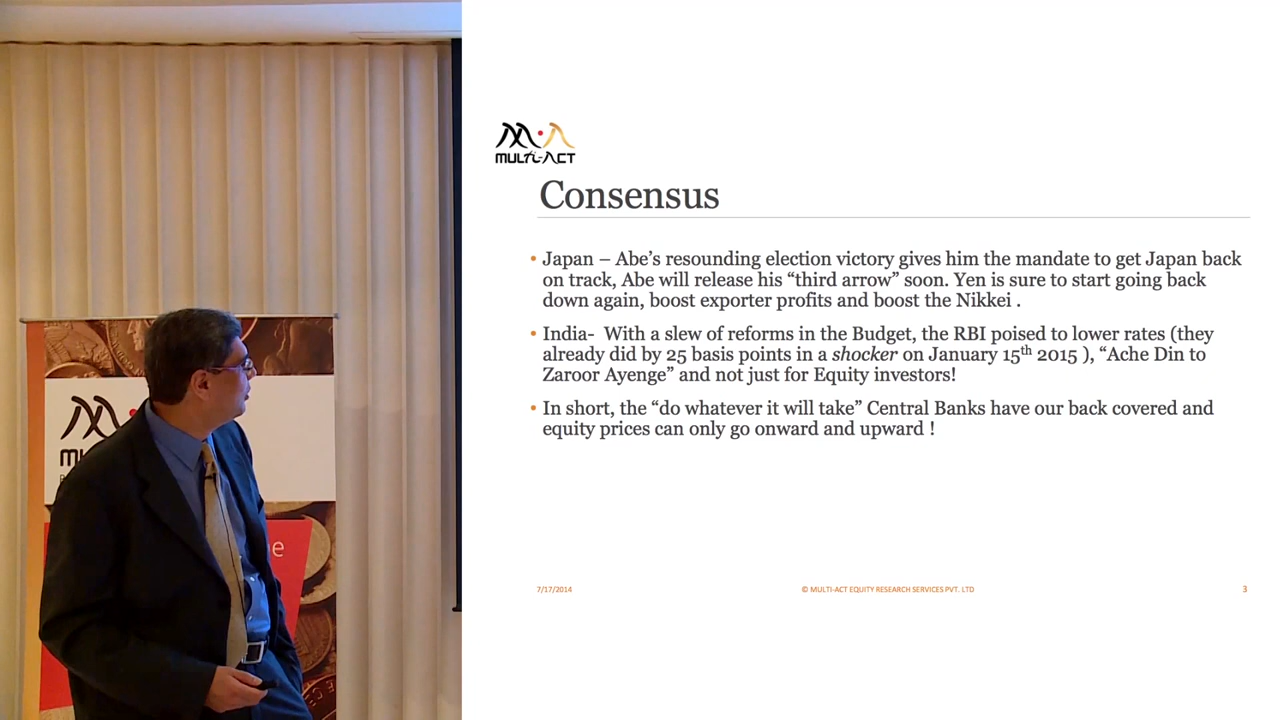 MULTI-ACT
Consensus
• Japan – Abe’s resounding election victory gives him the mandate to get Japan back
on track, Abe will release his “third arrow” soon. Yen is sure to start going back
down again, boost exporter profits and boost the Nikkei .
• India- With a slew of reforms in the Budget, the RBI poised to lower rates (they
already did by 25 basis points in a shocker on January 15th 2015 ), “Ache Din to
Zaroor Ayenge” and not just for Equity investors!
• In short, the “do whatever it will take” Central Banks have our back covered and
equity prices can only go onward and upward !
7/17/2014
© MULTI-ACT EQUITY RESEARCH SERVICES PVT. LTD
3